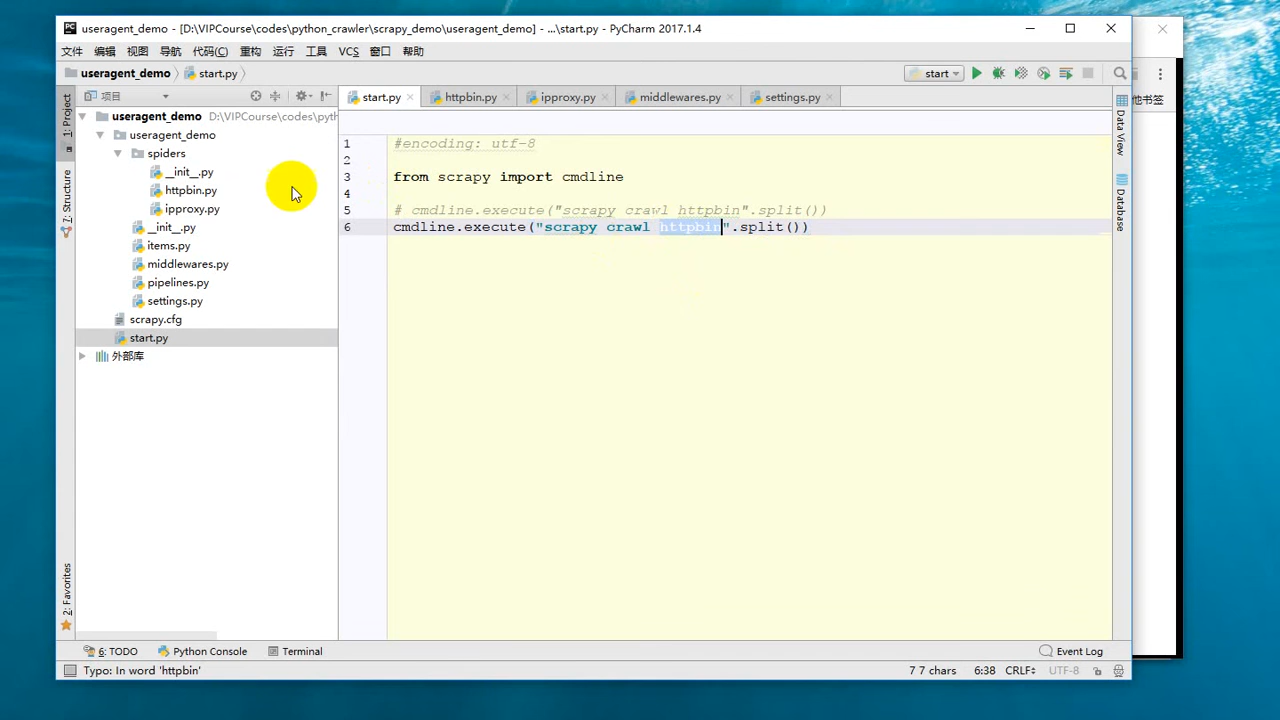 useragent_demo - [D:\VIPCourse\codes\python_crawler\scrapy_demo\useragent_demo] - ...\start.py - PyCharm 2017.1.4
文件 编辑 视图 导航 代码(C) 重构 运行 工具 VCS 窗口 帮助
useragent_demo start.py start
项目
start.py httpbin.py ipproxy.py middlewares.py settings.py
他书签
1: Project
7: Structure
2: Favorites
useragent_demo D:\VIPCourse\codes\pyth
useragent_demo
spiders
__init__.py
httpbin.py
ipproxy.py
__init__.py
items.py
middlewares.py
pipelines.py
settings.py
scrapy.cfg
start.py
外部库
1 #encoding: utf-8
2
3 from scrapy import cmdline
4
5 # cmdline.execute("scrapy crawl httpbin".split())
6 cmdline.execute("scrapy crawl httpbin".split())
Data View
Database
6: TODO Python Console Terminal Event Log
Typo: In word 'httpbin' 7 7 chars 6:38 CRLF UTF-8